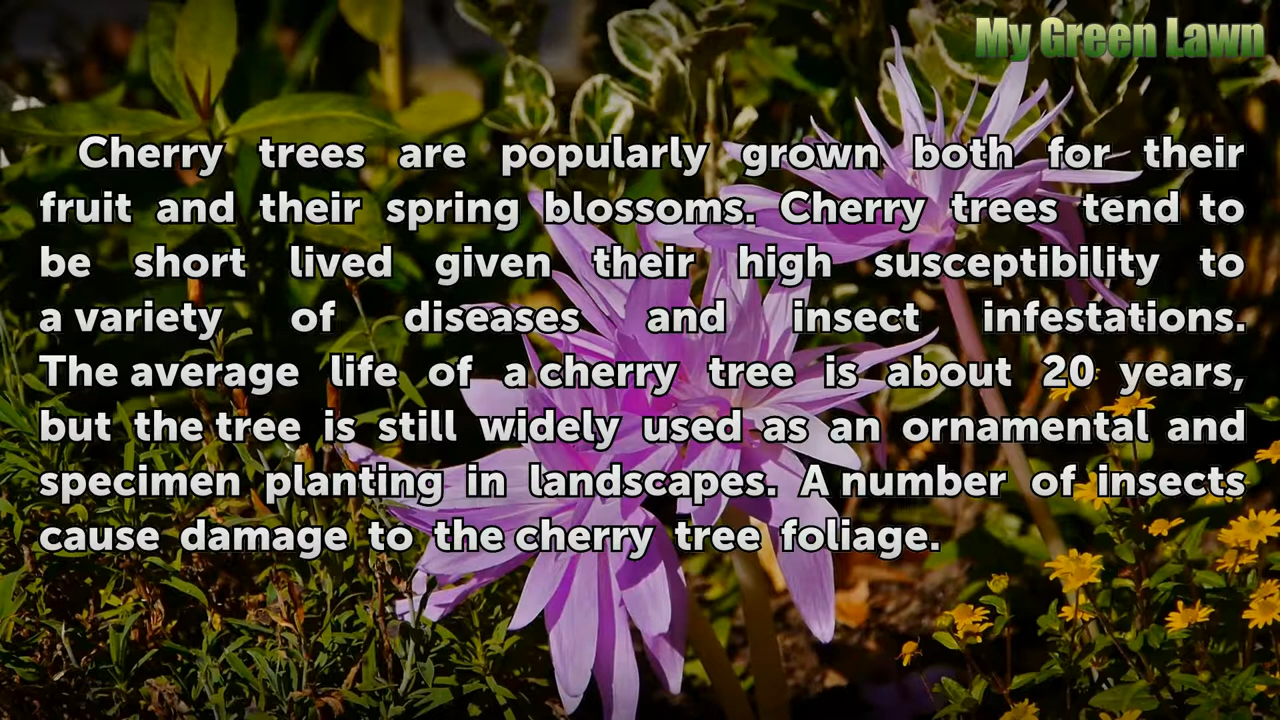 My Green Lawn
Cherry trees are popularly grown both for their
fruit and their spring blossoms. Cherry trees tend to
be short lived given their high susceptibility to
a variety of diseases and insect infestations.
The average life of a cherry tree is about 20 years,
but the tree is still widely used as an ornamental and
specimen planting in landscapes. A number of insects
cause damage to the cherry tree foliage.